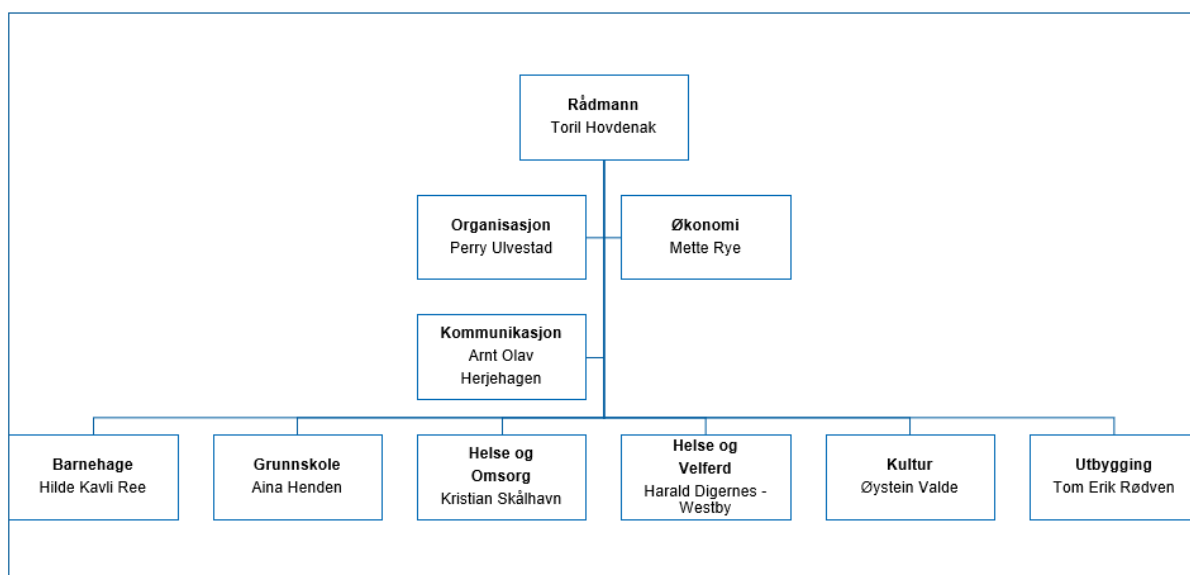 Rådmann
Toril Hovdenak
Organisasjon
Perry Ulvestad
Økonomi
Mette Rye
Kommunikasjon
Arnt Olav
Herjehagen
Barnehage
Hilde Kavli Ree
Grunnskole
Aina Henden
Helse og
Omsorg
Kristian Skålhavn
Helse og
Velferd
Harald Digernes -
Westby
Kultur
Øystein Valde
Utbygging
Tom Erik Rødven